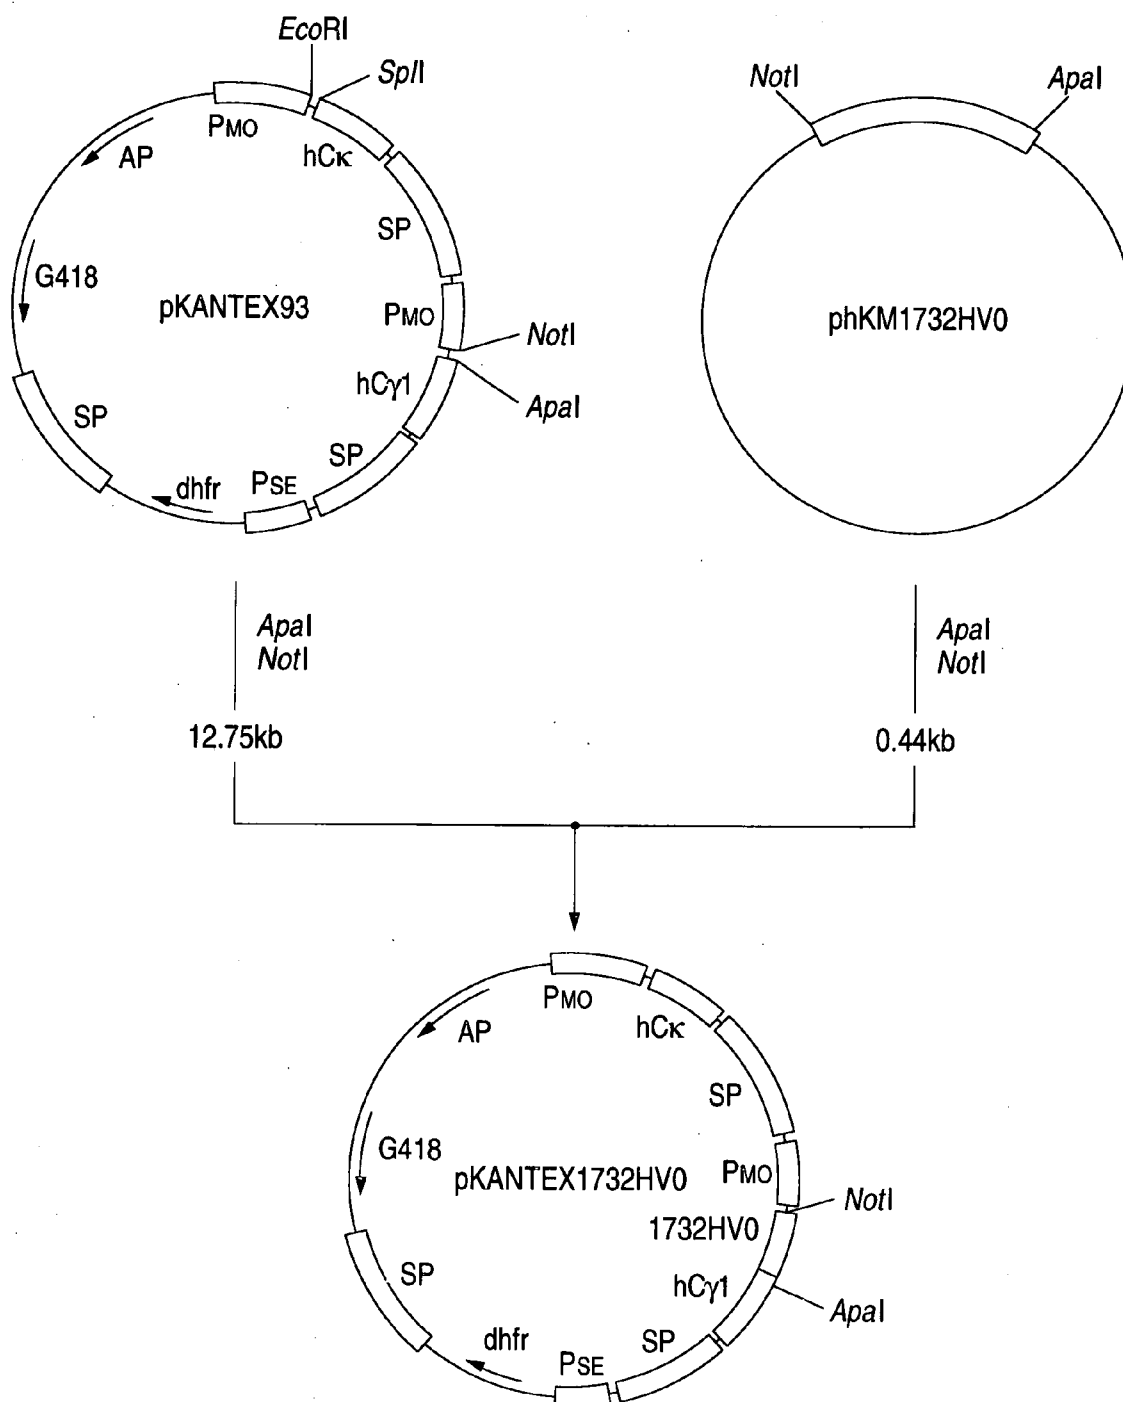 EcoRI
SplI
PMO
hCκ
AP
SP
G418
pKANTEX93
PMO
NotI
hCγ1
ApaI
SP
SP
PSE
dhfr
NotI
ApaI
phKM1732HV0
ApaI
NotI
12.75kb
ApaI
NotI
0.44kb
PMO
hCκ
AP
SP
G418
pKANTEX1732HV0
PMO
NotI
1732HV0
hCγ1
ApaI
SP
SP
dhfr
PSE